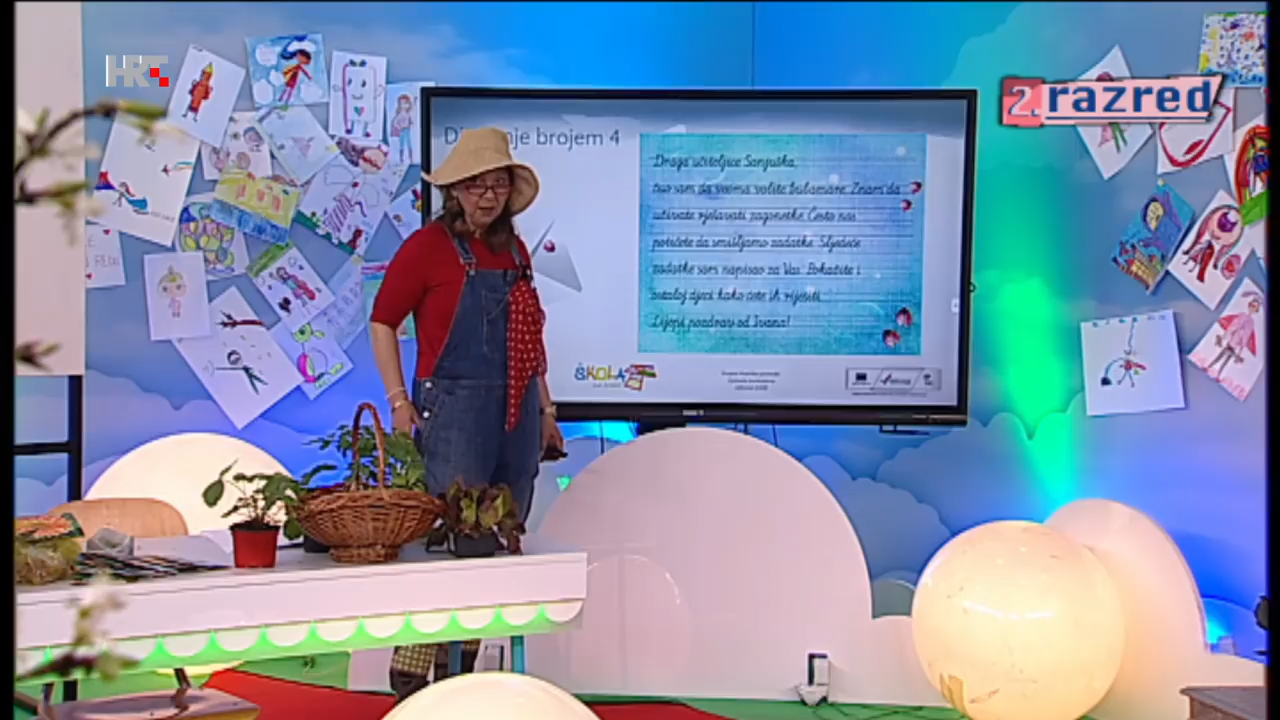 HRT
2. razred
brojem 4
Draga učiteljice Sanjuška,
čuo sam da veoma volite bubamare. Znam da
uživate rješavati zagonetke. Često nas
potičete da smišljamo zadatke. Sljedeće
zadatke sam napisao za Vas. Pokažite i
ostaloj djeci kako ćete ih riješiti.
Lijepi pozdrav od Ivana!
ŠKOLA